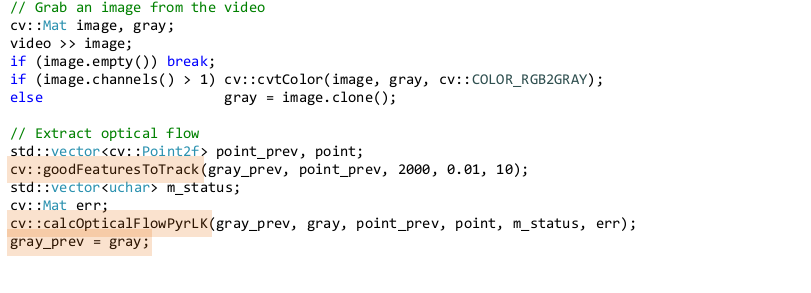 // Grab an image from the video
cv::Mat image, gray;
video >> image;
if (image.empty()) break;
if (image.channels() > 1) cv::cvtColor(image, gray, cv::COLOR_RGB2GRAY);
else                      gray = image.clone();
// Extract optical flow
std::vector<cv::Point2f> point_prev, point;
cv::goodFeaturesToTrack(gray_prev, point_prev, 2000, 0.01, 10);
std::vector<uchar> m_status;
cv::Mat err;
cv::calcOpticalFlowPyrLK(gray_prev, gray, point_prev, point, m_status, err);
gray_prev = gray;